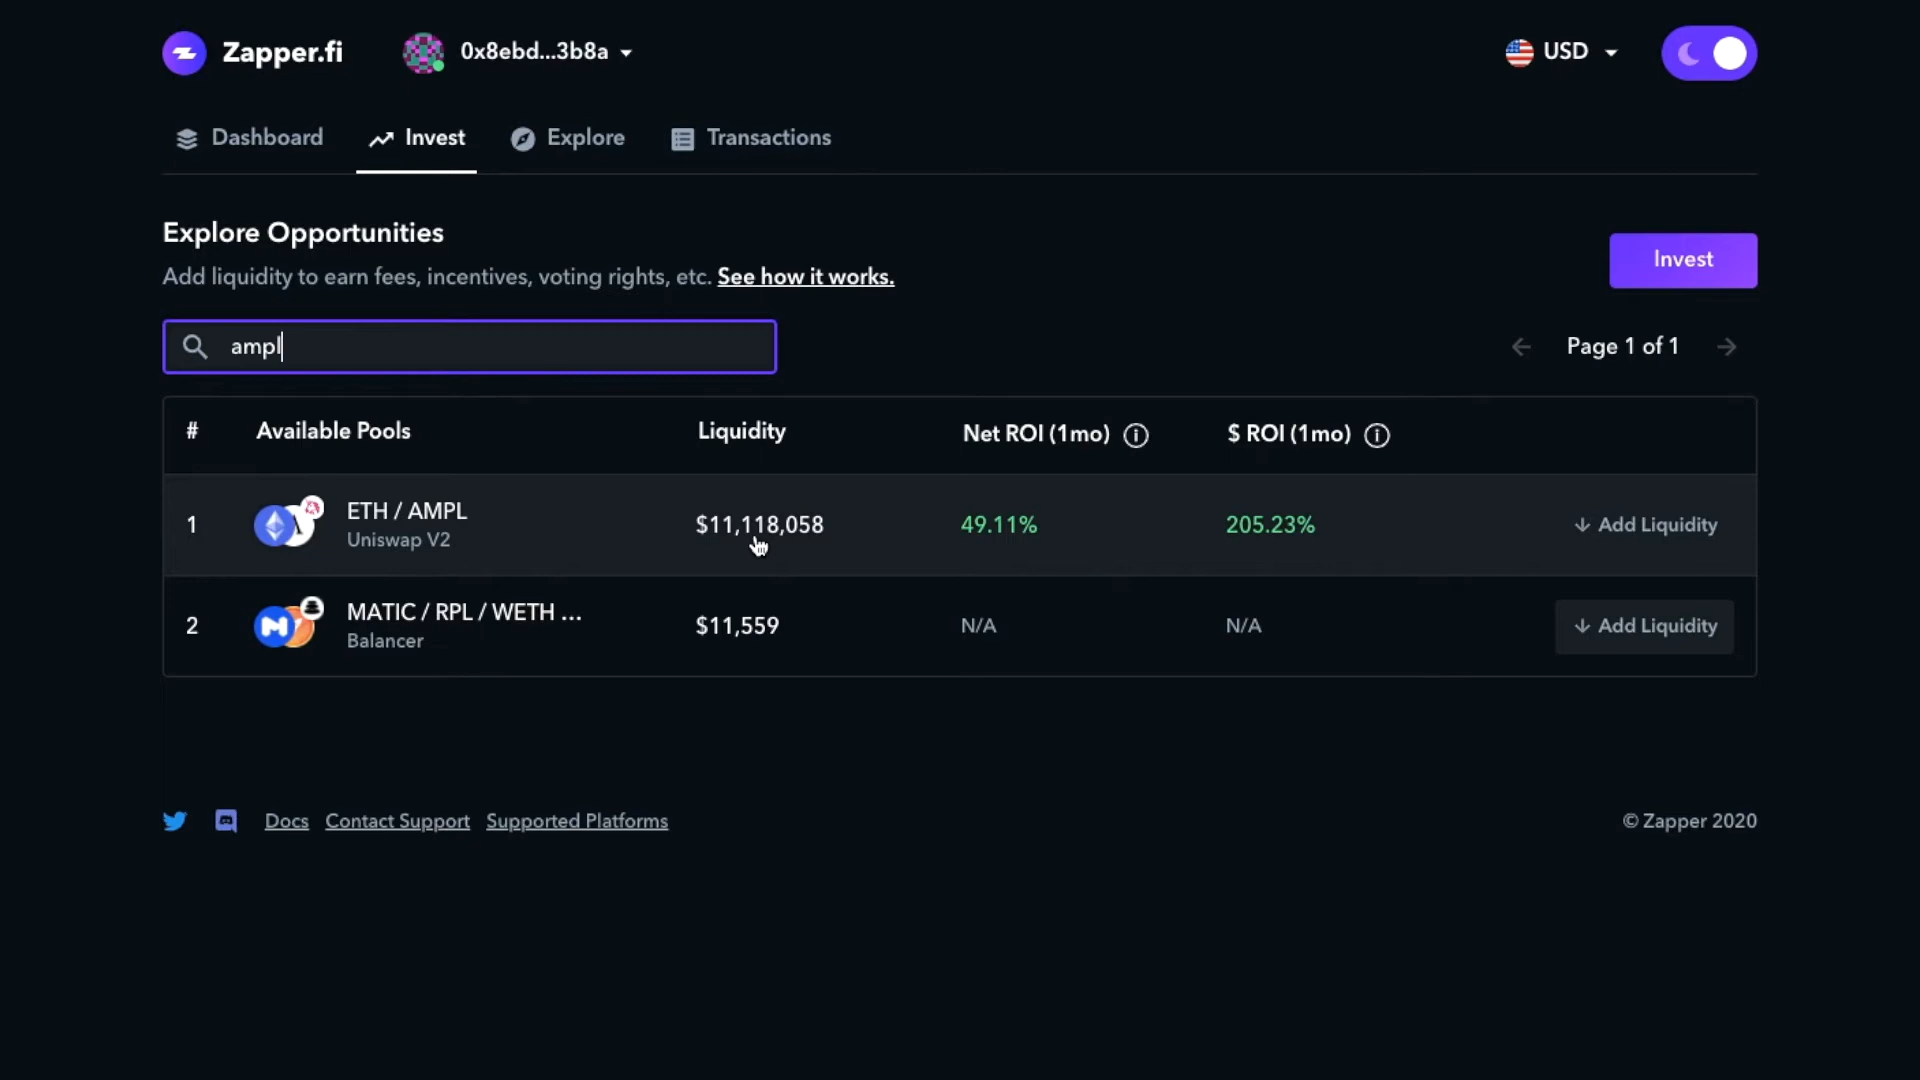 Zapper.fi
0x8ebd...3b8a
USD
Dashboard
Invest
Explore
Transactions
Explore Opportunities
Add liquidity to earn fees, incentives, voting rights, etc. See how it works.
Invest
ampl
Page 1 of 1
# Available Pools Liquidity Net ROI (1mo) $ ROI (1mo)
1 ETH / AMPL $11,118,058 49.11% 205.23% Add Liquidity
Uniswap V2
2 MATIC / RPL / WETH ... $11,559 N/A N/A Add Liquidity
Balancer
Docs Contact Support Supported Platforms © Zapper 2020